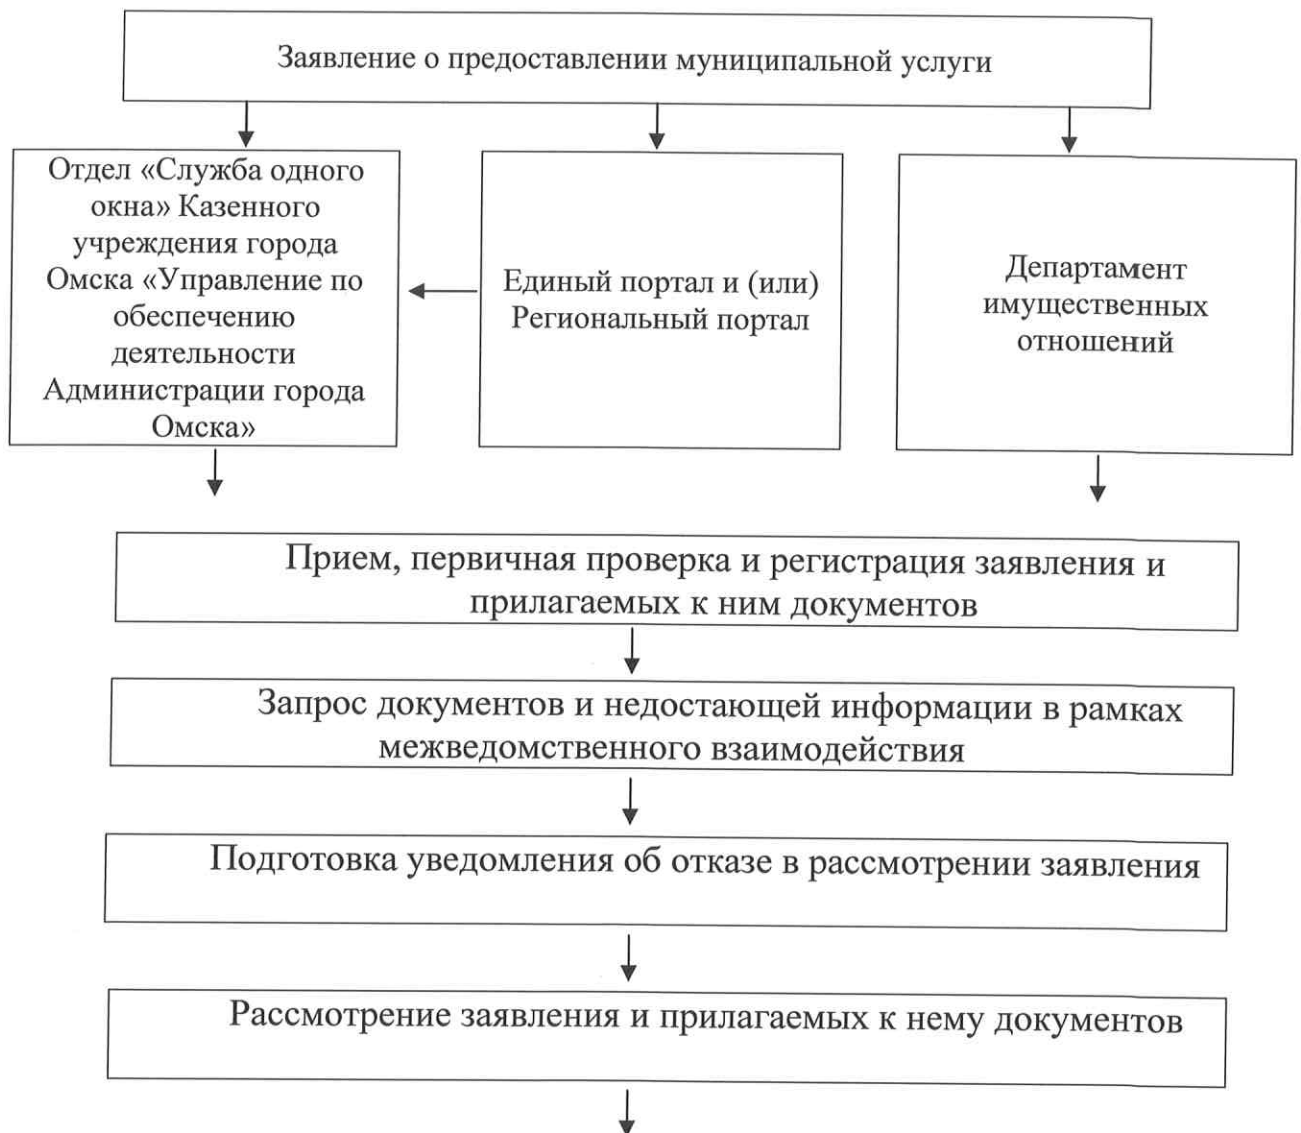 Заявление о предоставлении муниципальной услуги
Отдел «Служба одного
окна» Казенного
учреждения города
Омска «Управление по
обеспечению
деятельности
Администрации города
Омска»
Единый портал и (или)
Региональный портал
Департамент
имущественных
отношений
Прием, первичная проверка и регистрация заявления и
прилагаемых к ним документов
Запрос документов и недостающей информации в рамках
межведомственного взаимодействия
Подготовка уведомления об отказе в рассмотрении заявления
Рассмотрение заявления и прилагаемых к нему документов